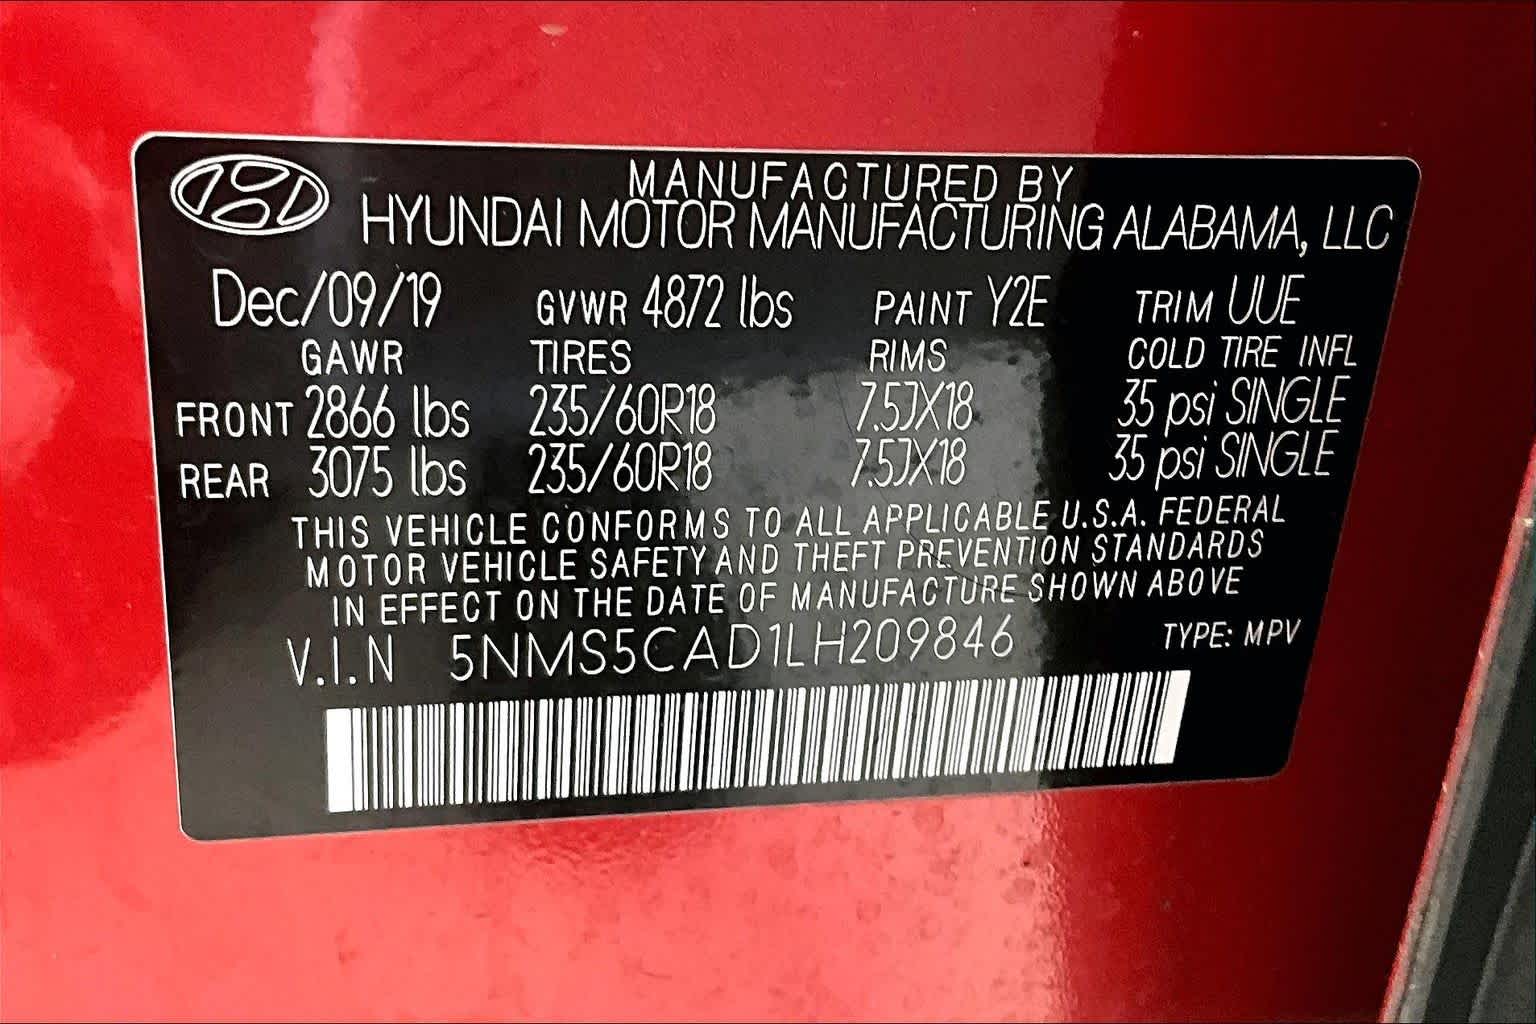 MANUFACTURED BY
HYUNDAI MOTOR MANUFACTURING ALABAMA, LLC
Dec/09/19 GVWR 4872 lbs PAINT Y2E TRIM UUE
GAWR TIRES RIMS COLD TIRE INFL
FRONT 2866 lbs 235/60R18 7.5JX18 35 psi SINGLE
REAR 3075 lbs 235/60R18 7.5JX18 35 psi SINGLE
THIS VEHICLE CONFORMS TO ALL APPLICABLE U.S.A. FEDERAL
MOTOR VEHICLE SAFETY AND THEFT PREVENTION STANDARDS
IN EFFECT ON THE DATE OF MANUFACTURE SHOWN ABOVE
V.I.N 5NMS5CAD1LH209846 TYPE: MPV